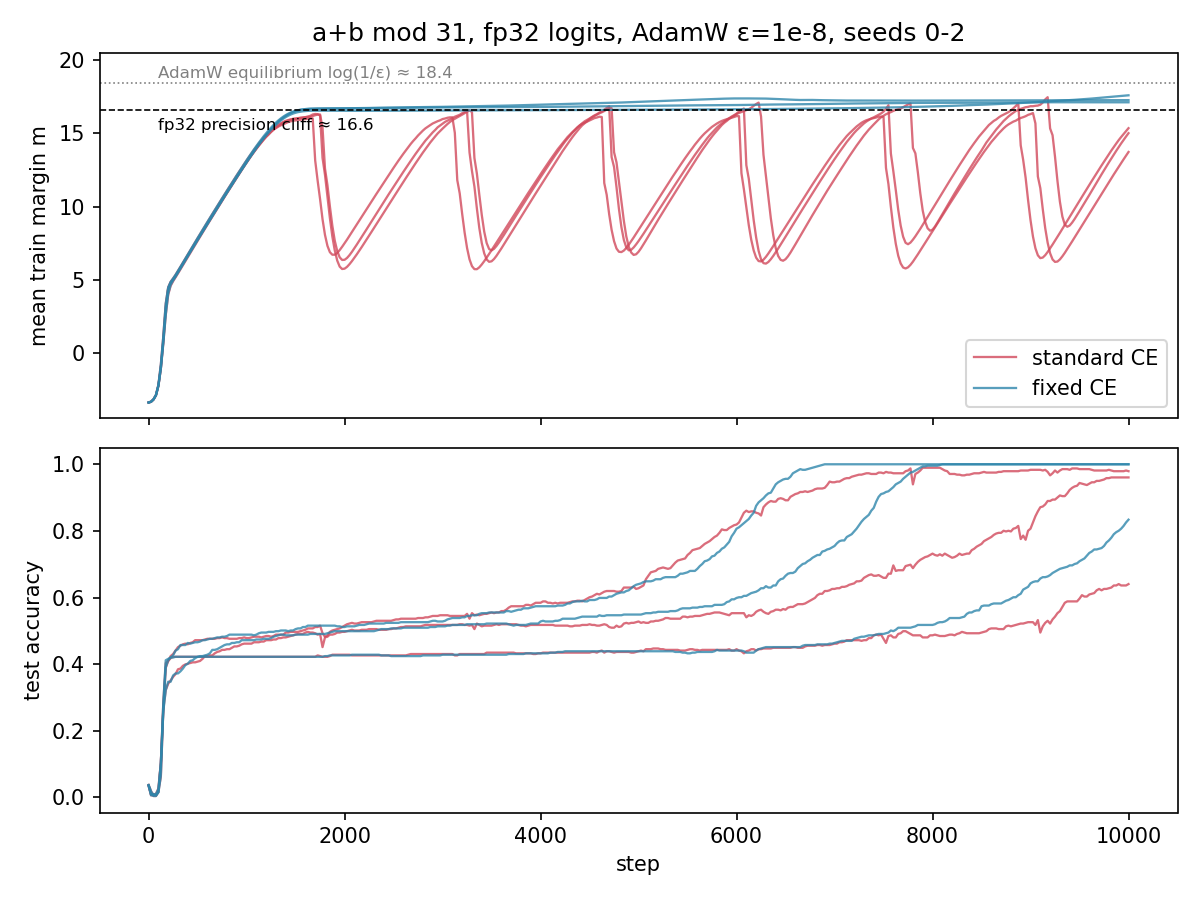 a+b mod 31, fp32 logits, AdamW ε=1e-8, seeds 0-2
mean train margin m
20
15
10
5
0
AdamW equilibrium log(1/ε) ≈ 18.4
fp32 precision cliff ≈ 16.6
standard CE
fixed CE
test accuracy
1.0
0.8
0.6
0.4
0.2
0.0
0
2000
4000
6000
8000
10000
step